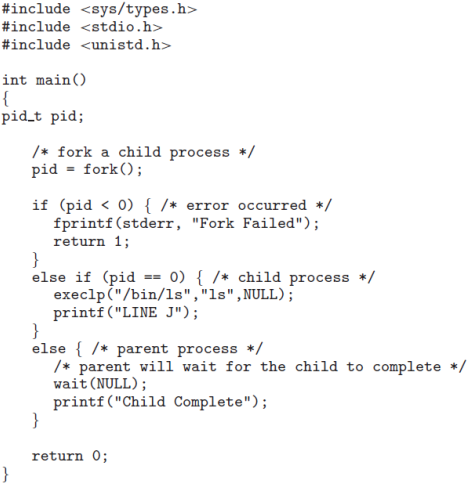 #include <sys/types.h>
#include <stdio.h>
#include <unistd.h>
int main()
{
pid_t pid;
/* fork a child process */
pid = fork();
if (pid < 0) { /* error occurred */
fprintf(stderr, "Fork Failed");
return 1;
}
else if (pid == 0) { /* child process */
execlp("/bin/ls","ls",NULL);
printf("LINE J");
}
else { /* parent process */
/* parent will wait for the child to complete */
wait(NULL);
printf("Child Complete");
}
return 0;
}